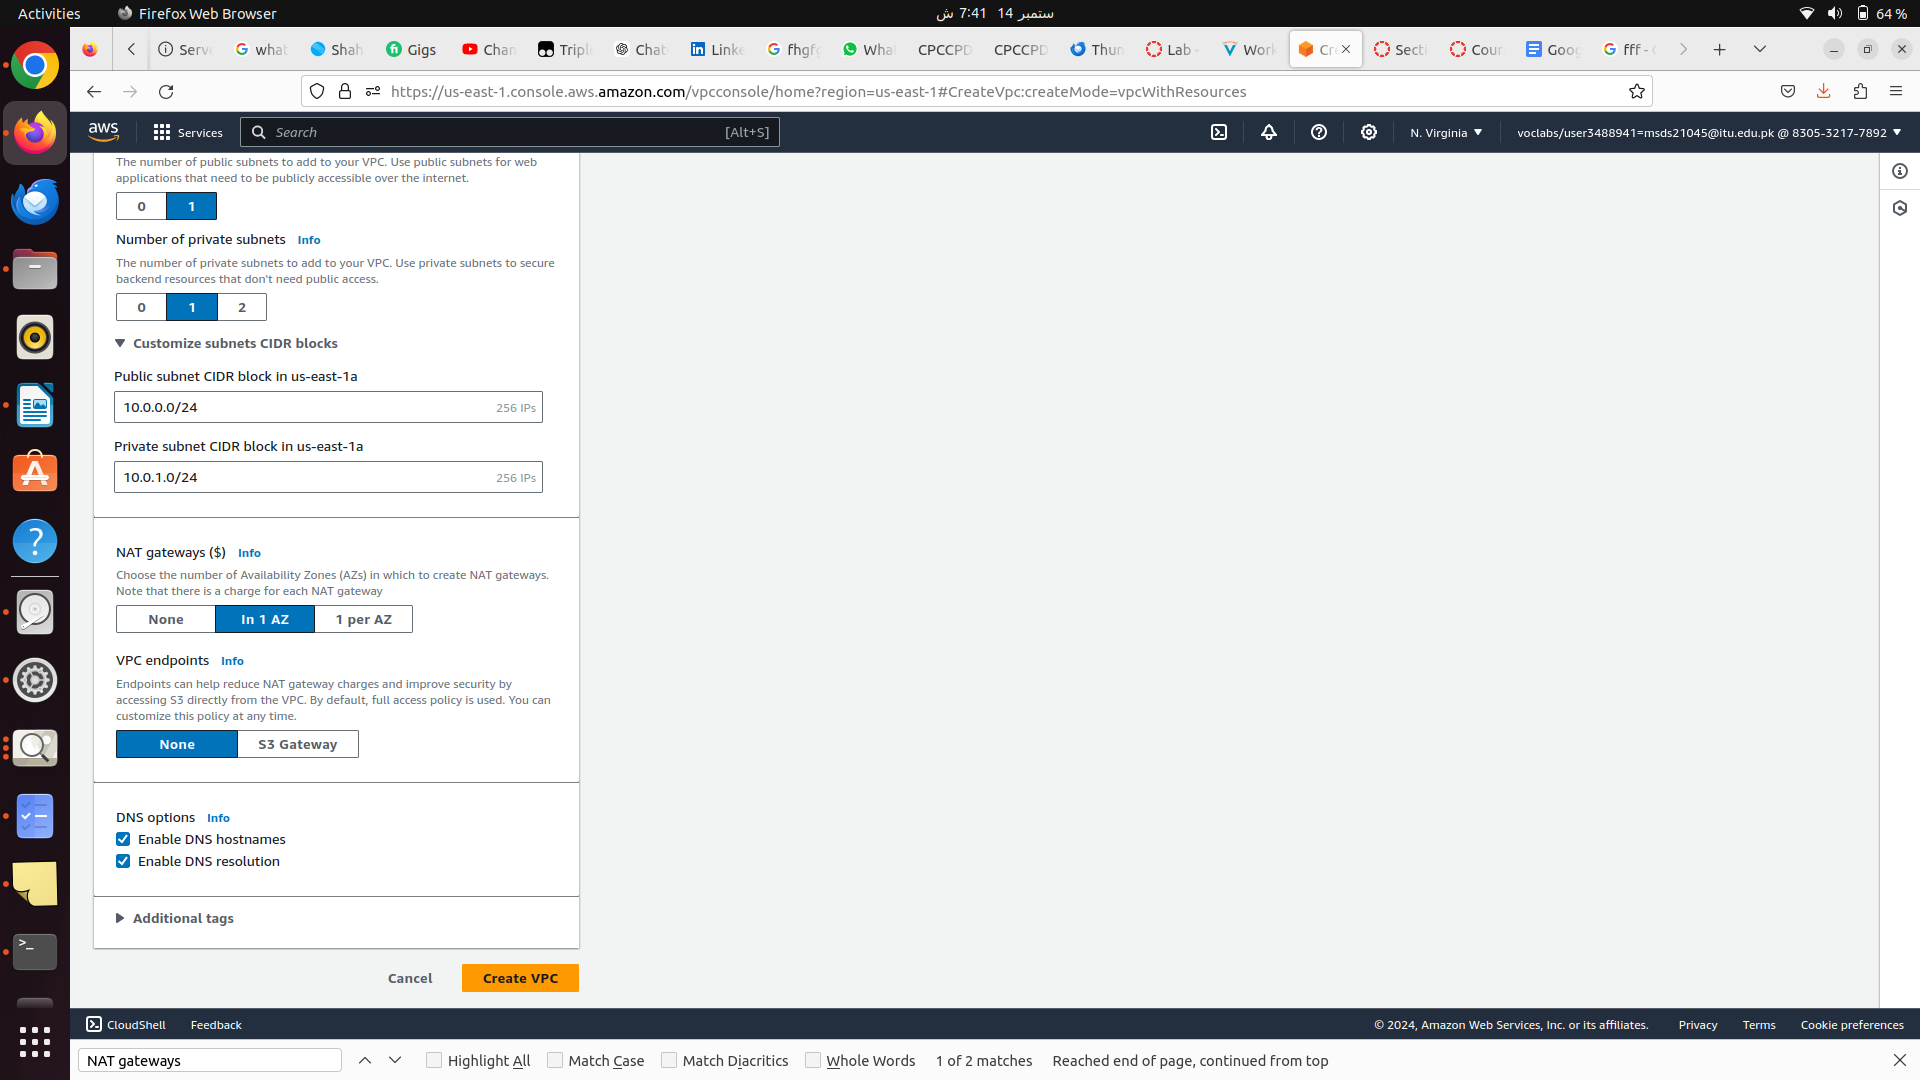 Activities
Firefox Web Browser
ستمبر 14 7:41 ش
64 %
Serv
what
Shah
Gigs
Chan
Tripl
Chat
Linke
fhgfg
Wha
CPCCPD
CPCCPD
Thun
Lab -
Work
Cre
Secti
Cour
Goog
fff - G
https://us-east-1.console.aws.amazon.com/vpcconsole/home?region=us-east-1#CreateVpc:createMode=vpcWithResources
aws
Services
Search
[Alt+S]
N. Virginia
voclabs/user3488941=msds21045@itu.edu.pk @ 8305-3217-7892
The number of public subnets to add to your VPC. Use public subnets for web
applications that need to be publicly accessible over the internet.
0 1
Number of private subnets Info
The number of private subnets to add to your VPC. Use private subnets to secure
backend resources that don't need public access.
0 1 2
Customize subnets CIDR blocks
Public subnet CIDR block in us-east-1a
10.0.0.0/24 256 IPs
Private subnet CIDR block in us-east-1a
10.0.1.0/24 256 IPs
NAT gateways ($) Info
Choose the number of Availability Zones (AZs) in which to create NAT gateways.
Note that there is a charge for each NAT gateway
None In 1 AZ 1 per AZ
VPC endpoints Info
Endpoints can help reduce NAT gateway charges and improve security by
accessing S3 directly from the VPC. By default, full access policy is used. You can
customize this policy at any time.
None S3 Gateway
DNS options Info
Enable DNS hostnames
Enable DNS resolution
Additional tags
Cancel Create VPC
CloudShell Feedback
© 2024, Amazon Web Services, Inc. or its affiliates. Privacy Terms Cookie preferences
NAT gateways
Highlight All Match Case Match Diacritics Whole Words 1 of 2 matches Reached end of page, continued from top